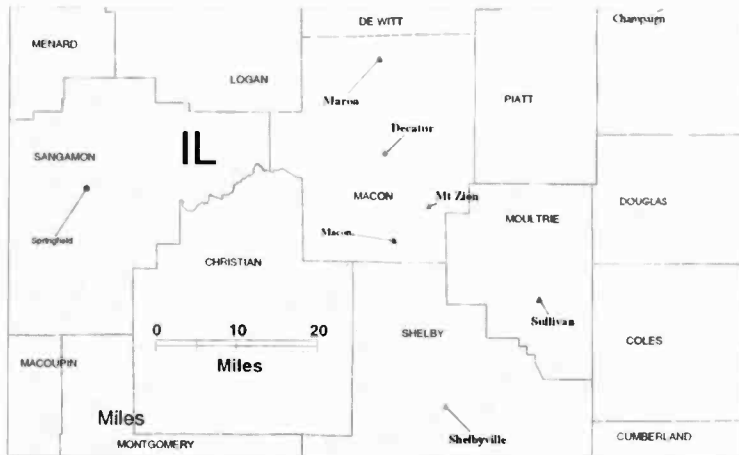 DE WITT
Champaign
MENARD
LOGAN
Maroa
PIATT
Decatur
IL
SANGAMON
MACON
Mt Zion
DOUGLAS
MOULTRIE
Macon
Springfield
CHRISTIAN
Sullivan
0 10 20
SHELBY
COLES
Miles
MACOUPIN
Miles
Shelbyville
CUMBERLAND
MONTGOMERY